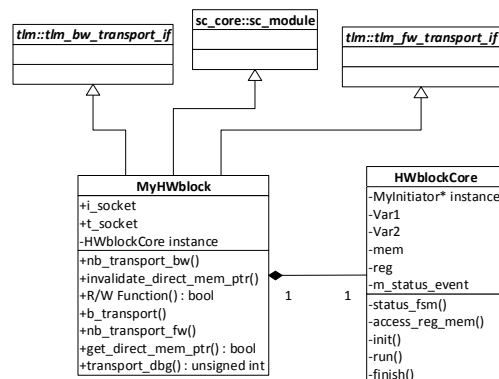 sc_core::sc_module
tlm::tlm_bw_transport_if
tlm::tlm_fw_transport_if
MyHWblock
+i_socket
+t_socket
-HWblockCore instance
+nb_transport_bw()
+invalidate_direct_mem_ptr()
+R/W Function() : bool
+b_transport()
+nb_transport_fw()
+get_direct_mem_ptr() : bool
+transport_dbg() : unsigned int
1
1
HWblockCore
-MyInitiator* instance
-Var1
-Var2
-mem
-reg
-m_status_event
-status_fsm()
-access_reg_mem()
-init()
-run()
-finish()